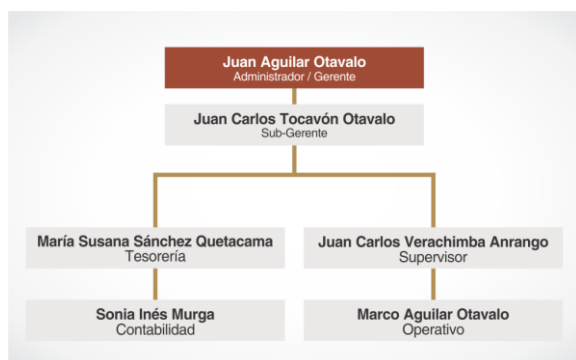 Juan Aguilar Otavalo
Administrador / Gerente
Juan Carlos Tocavón Otavalo
Sub-Gerente
María Susana Sánchez Quetacama
Tesorería
Juan Carlos Verachimba Anrango
Supervisor
Sonia Inés Murga
Contabilidad
Marco Aguilar Otavalo
Operativo